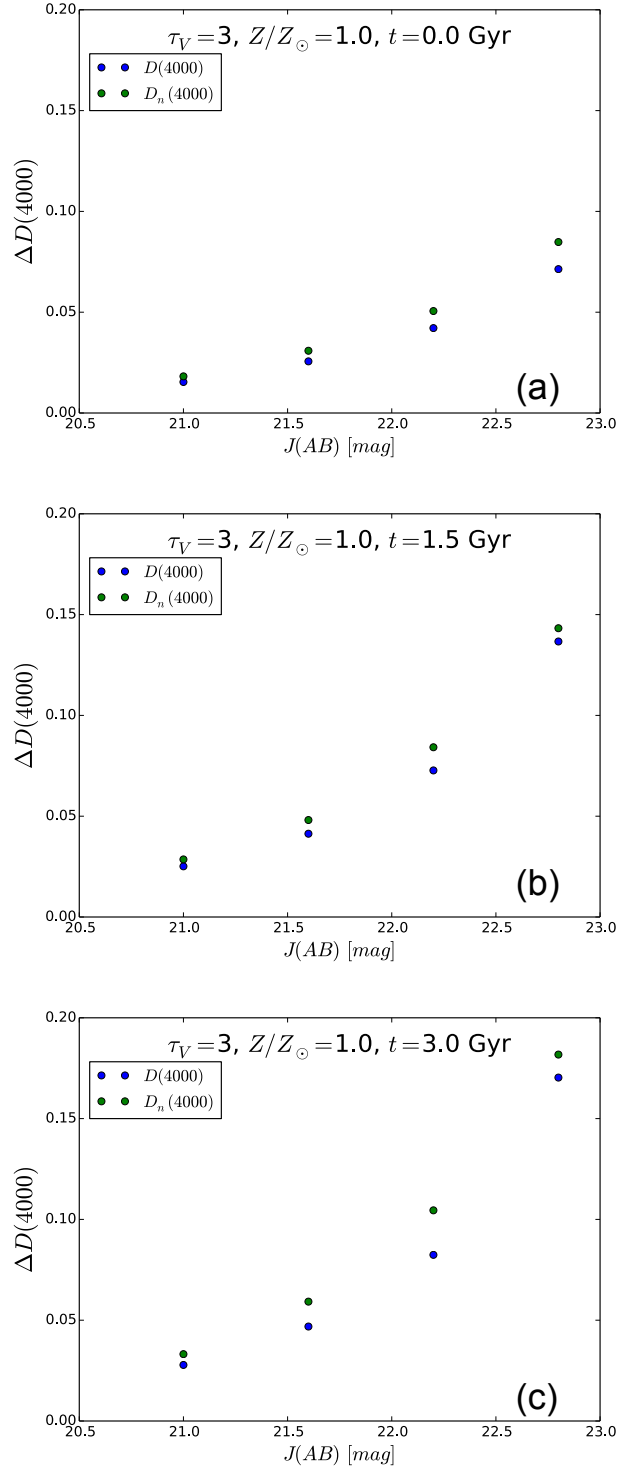 τ_V=3, Z/Z_⊙=1.0, t=0.0 Gyr
D(4000)
D_n(4000)
0.20
0.15
0.10
0.05
0.00
ΔD(4000)
(a)
20.5 21.0 21.5 22.0 22.5 23.0
J(AB) [mag]
τ_V=3, Z/Z_⊙=1.0, t=1.5 Gyr
D(4000)
D_n(4000)
0.20
0.15
0.10
0.05
0.00
ΔD(4000)
(b)
20.5 21.0 21.5 22.0 22.5 23.0
J(AB) [mag]
τ_V=3, Z/Z_⊙=1.0, t=3.0 Gyr
D(4000)
D_n(4000)
0.20
0.15
0.10
0.05
0.00
ΔD(4000)
(c)
20.5 21.0 21.5 22.0 22.5 23.0
J(AB) [mag]